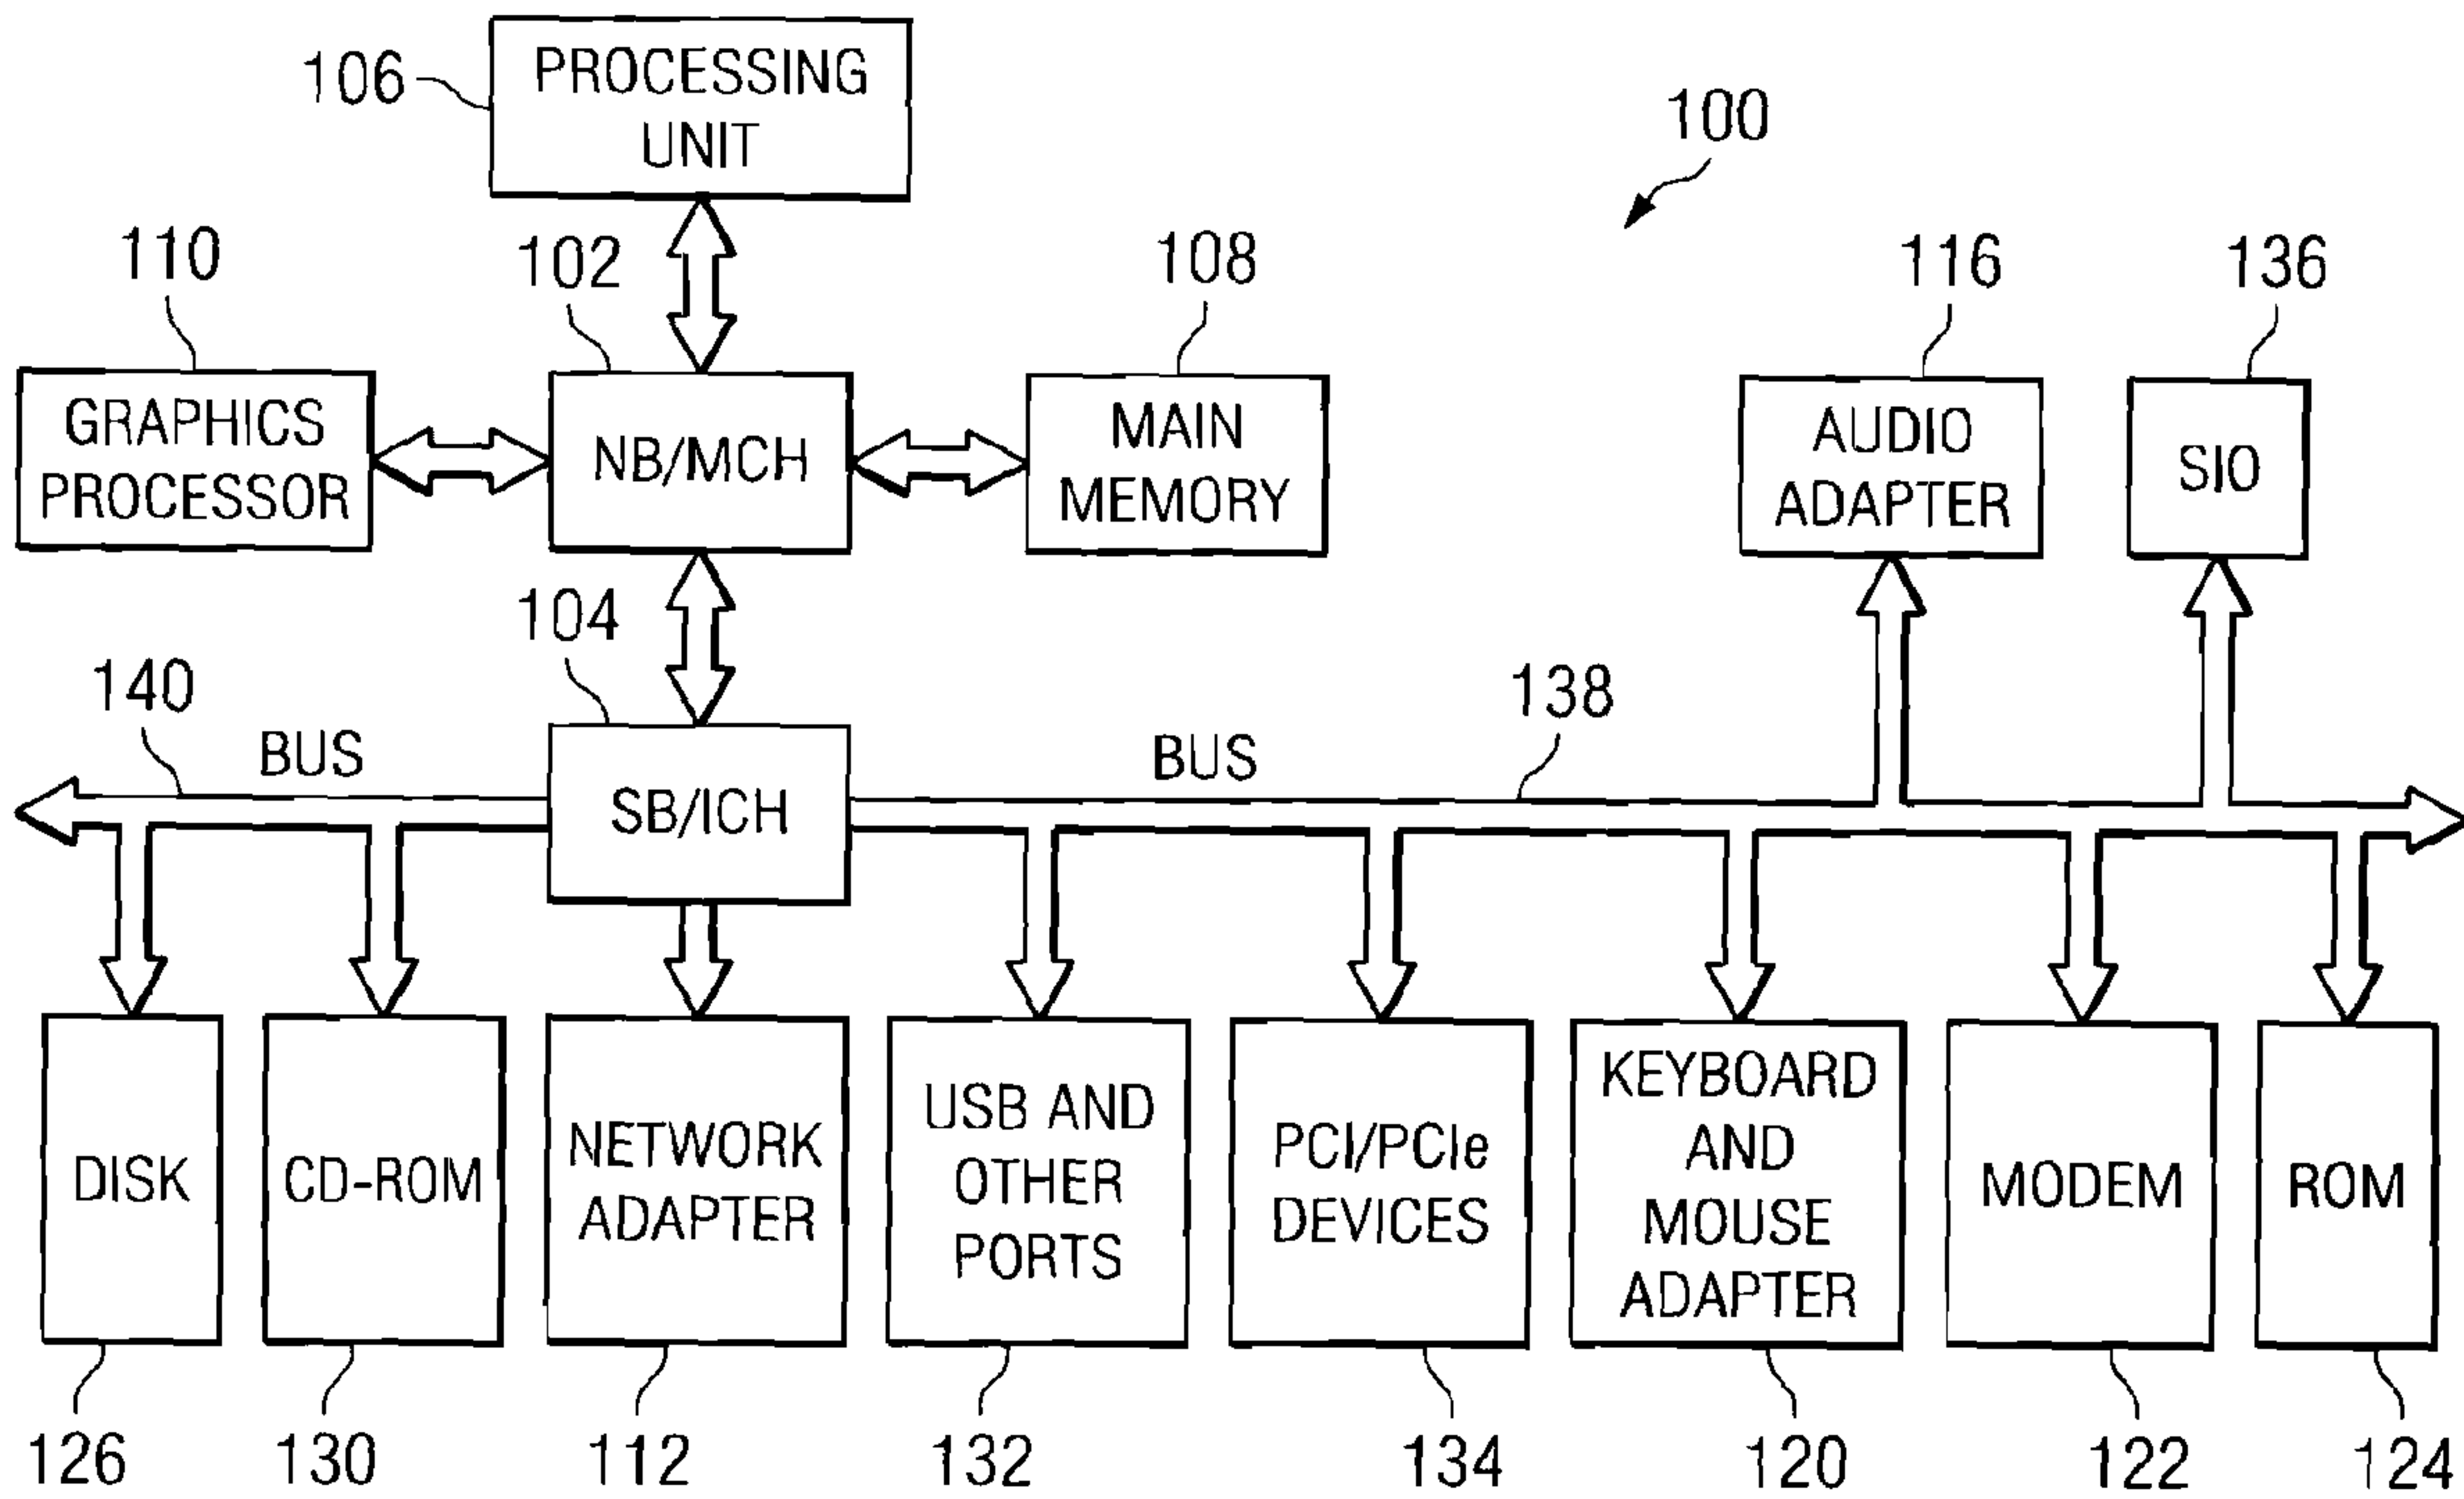 106
PROCESSING
UNIT
100
110
102
108
116
136
GRAPHICS
PROCESSOR
NB/MCH
MAIN
MEMORY
AUDIO
ADAPTER
SIO
104
140
BUS
SB/ICH
BUS
138
DISK
CD-ROM
NETWORK
ADAPTER
USB AND
OTHER
PORTS
PCI/PCIe
DEVICES
KEYBOARD
AND
MOUSE
ADAPTER
MODEM
ROM
126
130
112
132
134
120
122
124